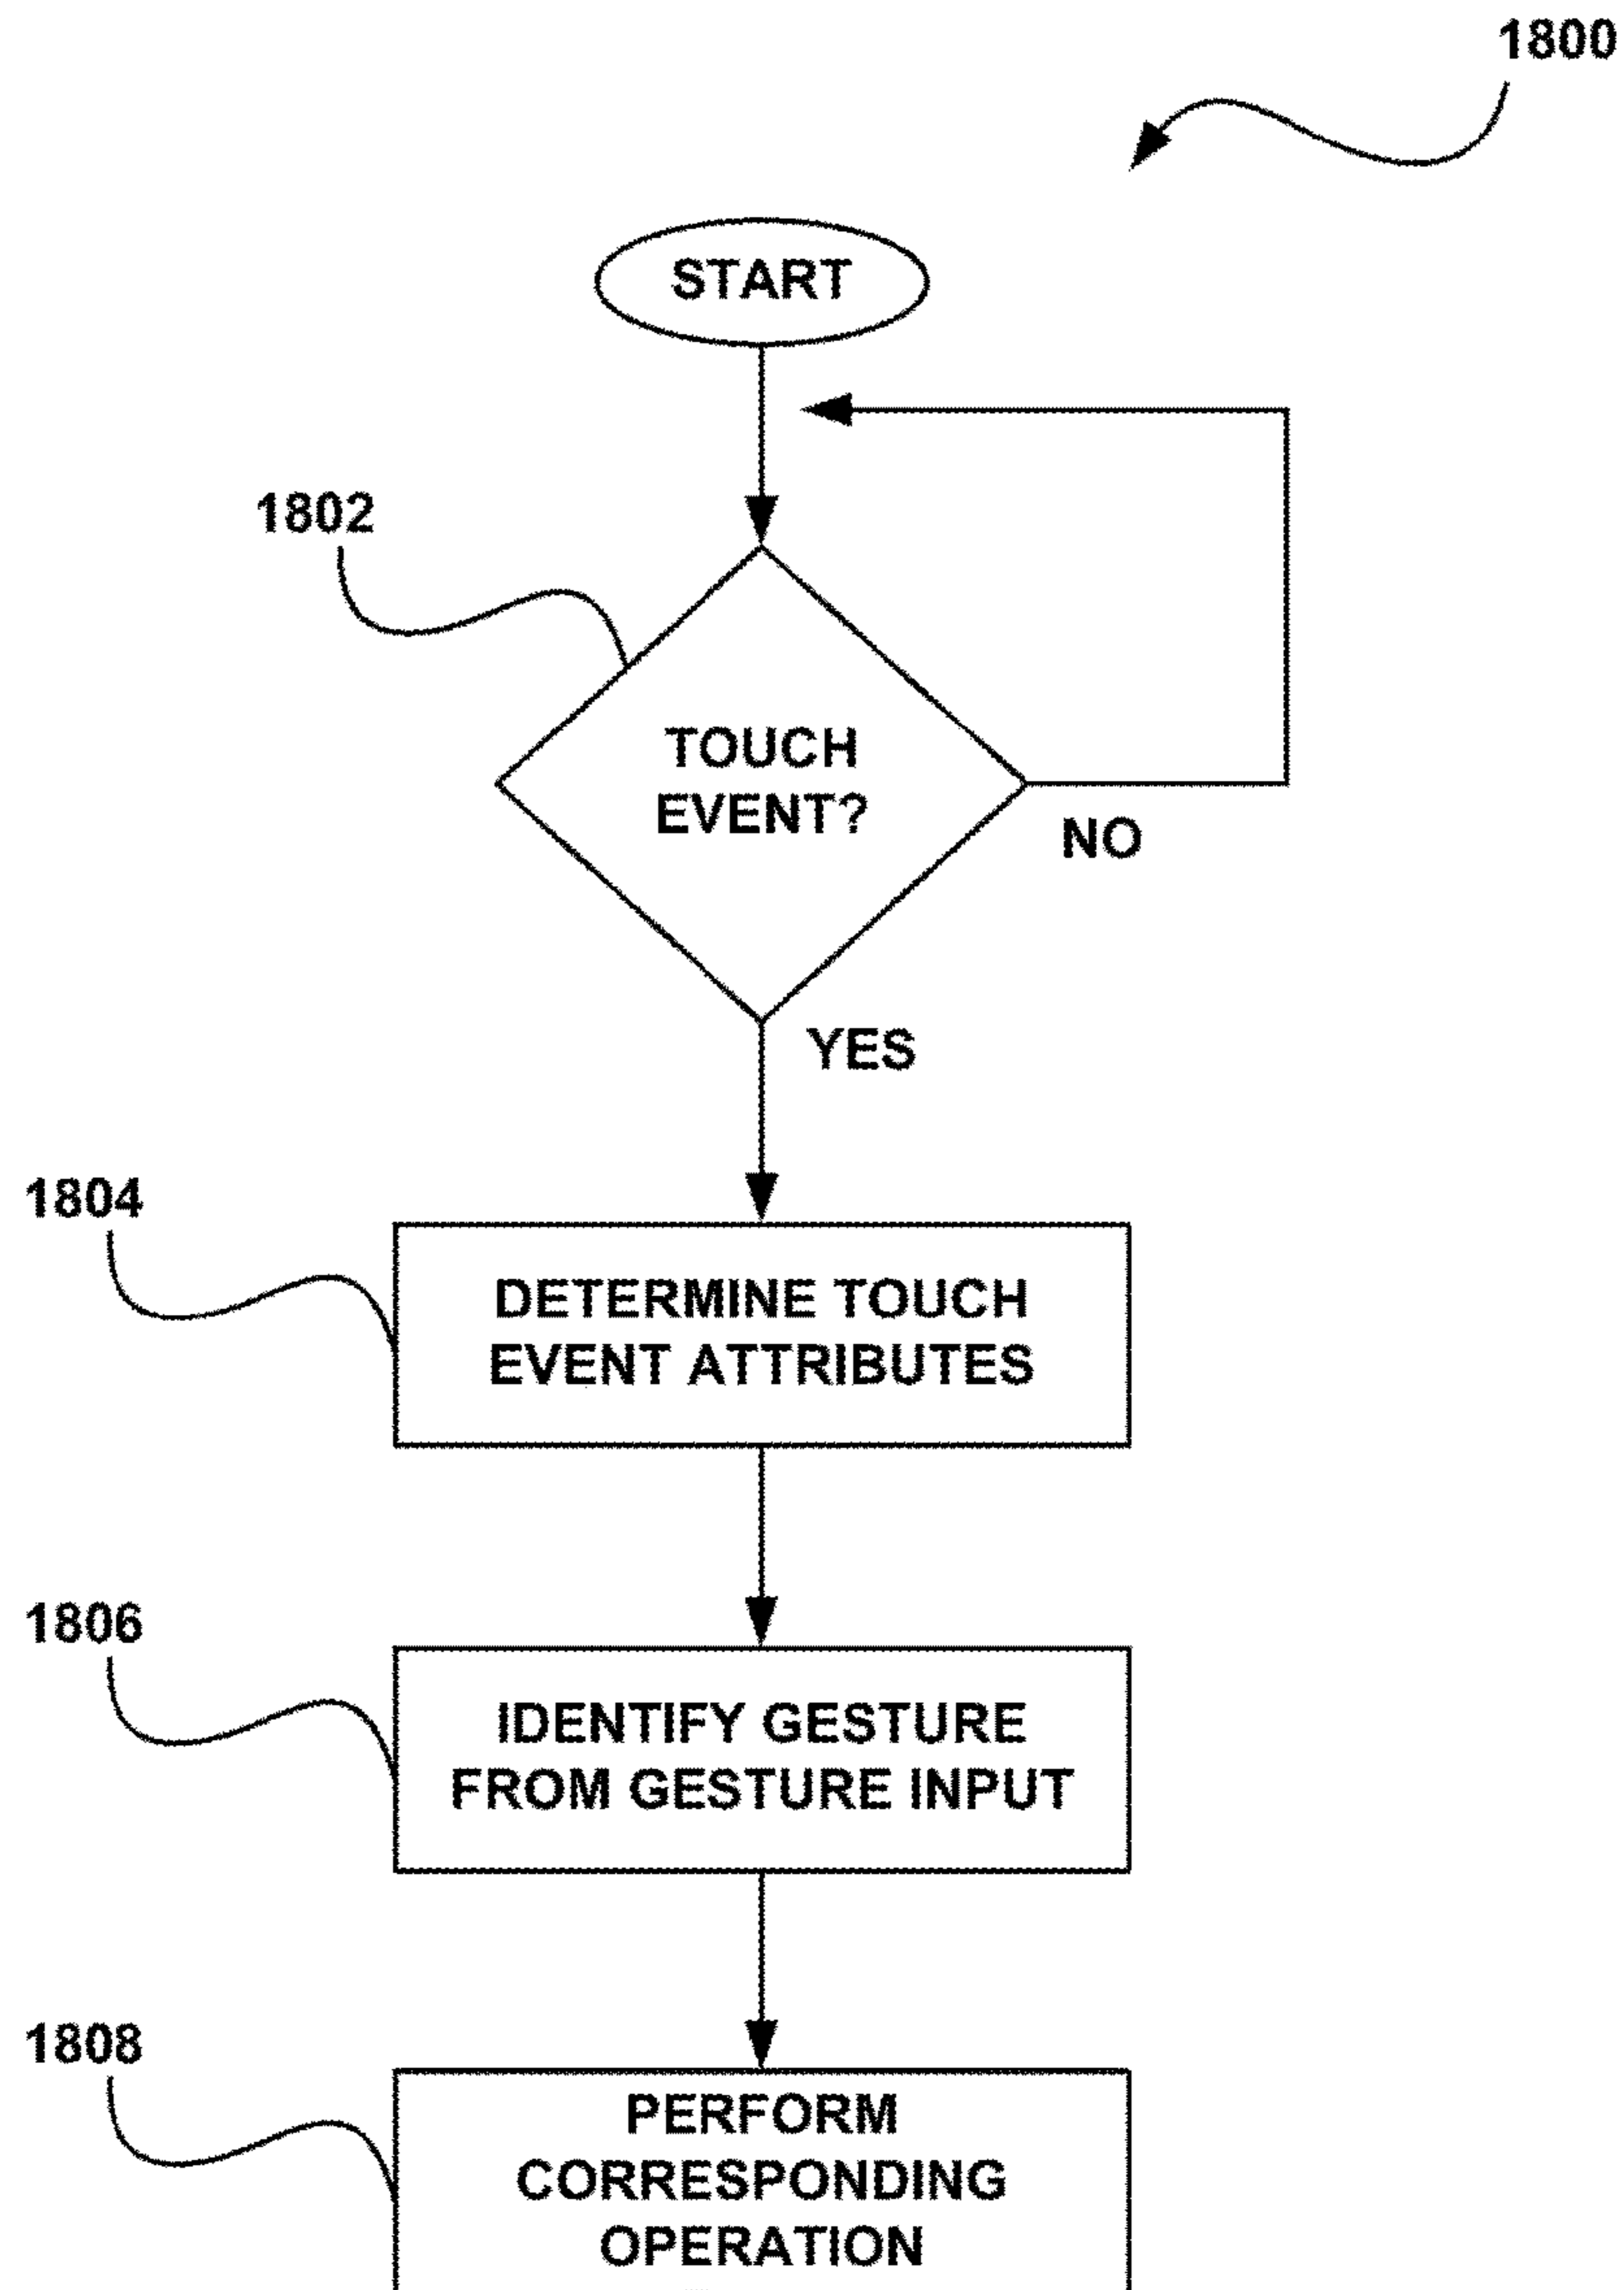 1800
START
1802
TOUCH
EVENT?
NO
YES
1804
DETERMINE TOUCH
EVENT ATTRIBUTES
1806
IDENTIFY GESTURE
FROM GESTURE INPUT
1808
PERFORM
CORRESPONDING
OPERATION